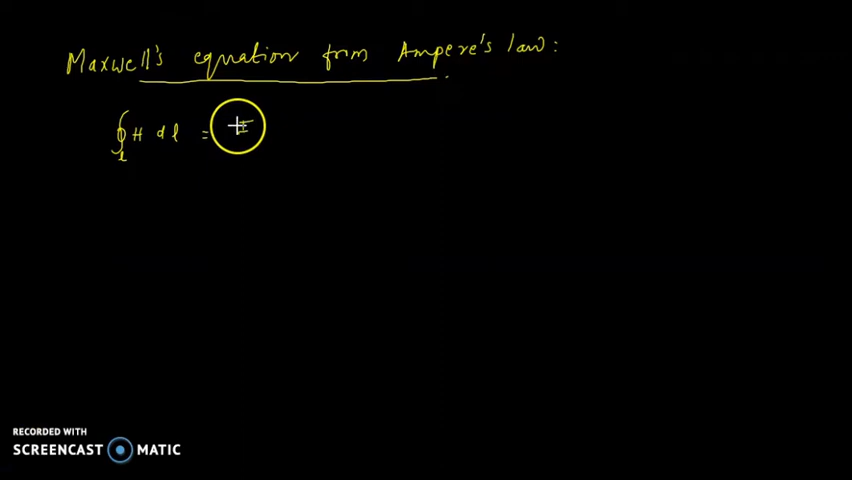 Maxwell's equation from Ampere's law:
∮ₗ H dl = I
RECORDED WITH
SCREENCAST MATIC